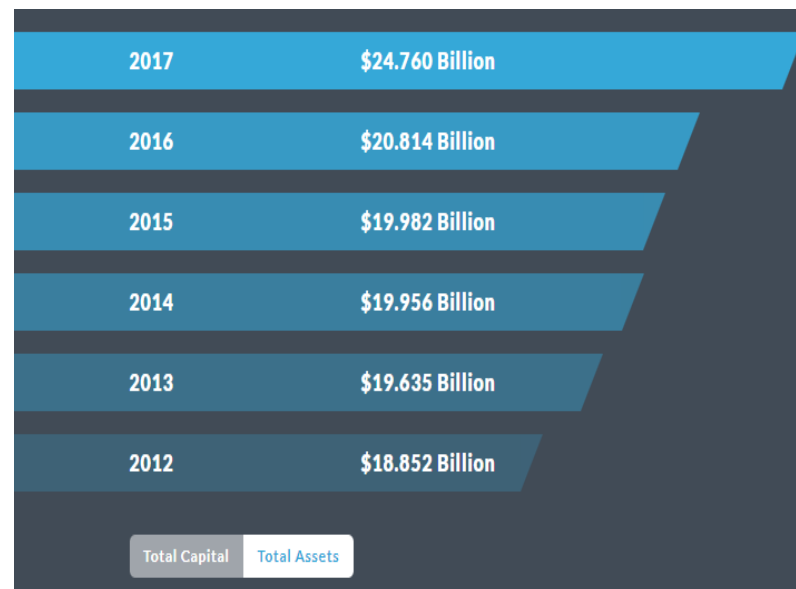 2017 $24.760 Billion
2016 $20.814 Billion
2015 $19.982 Billion
2014 $19.956 Billion
2013 $19.635 Billion
2012 $18.852 Billion
Total Capital Total Assets